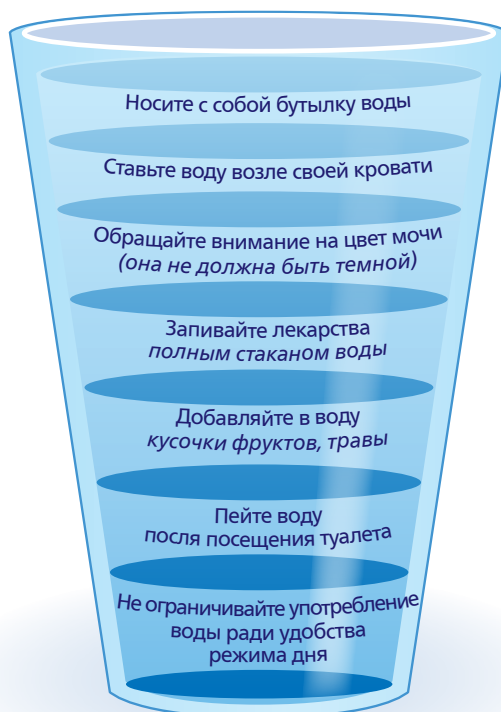 Носите с собой бутылку воды
Ставьте воду возле своей кровати
Обращайте внимание на цвет мочи
(она не должна быть темной)
Запивайте лекарства
полным стаканом воды
Добавляйте в воду
кусочки фруктов, травы
Пейте воду
после посещения туалета
Не ограничивайте употребление
воды ради удобства
режима дня